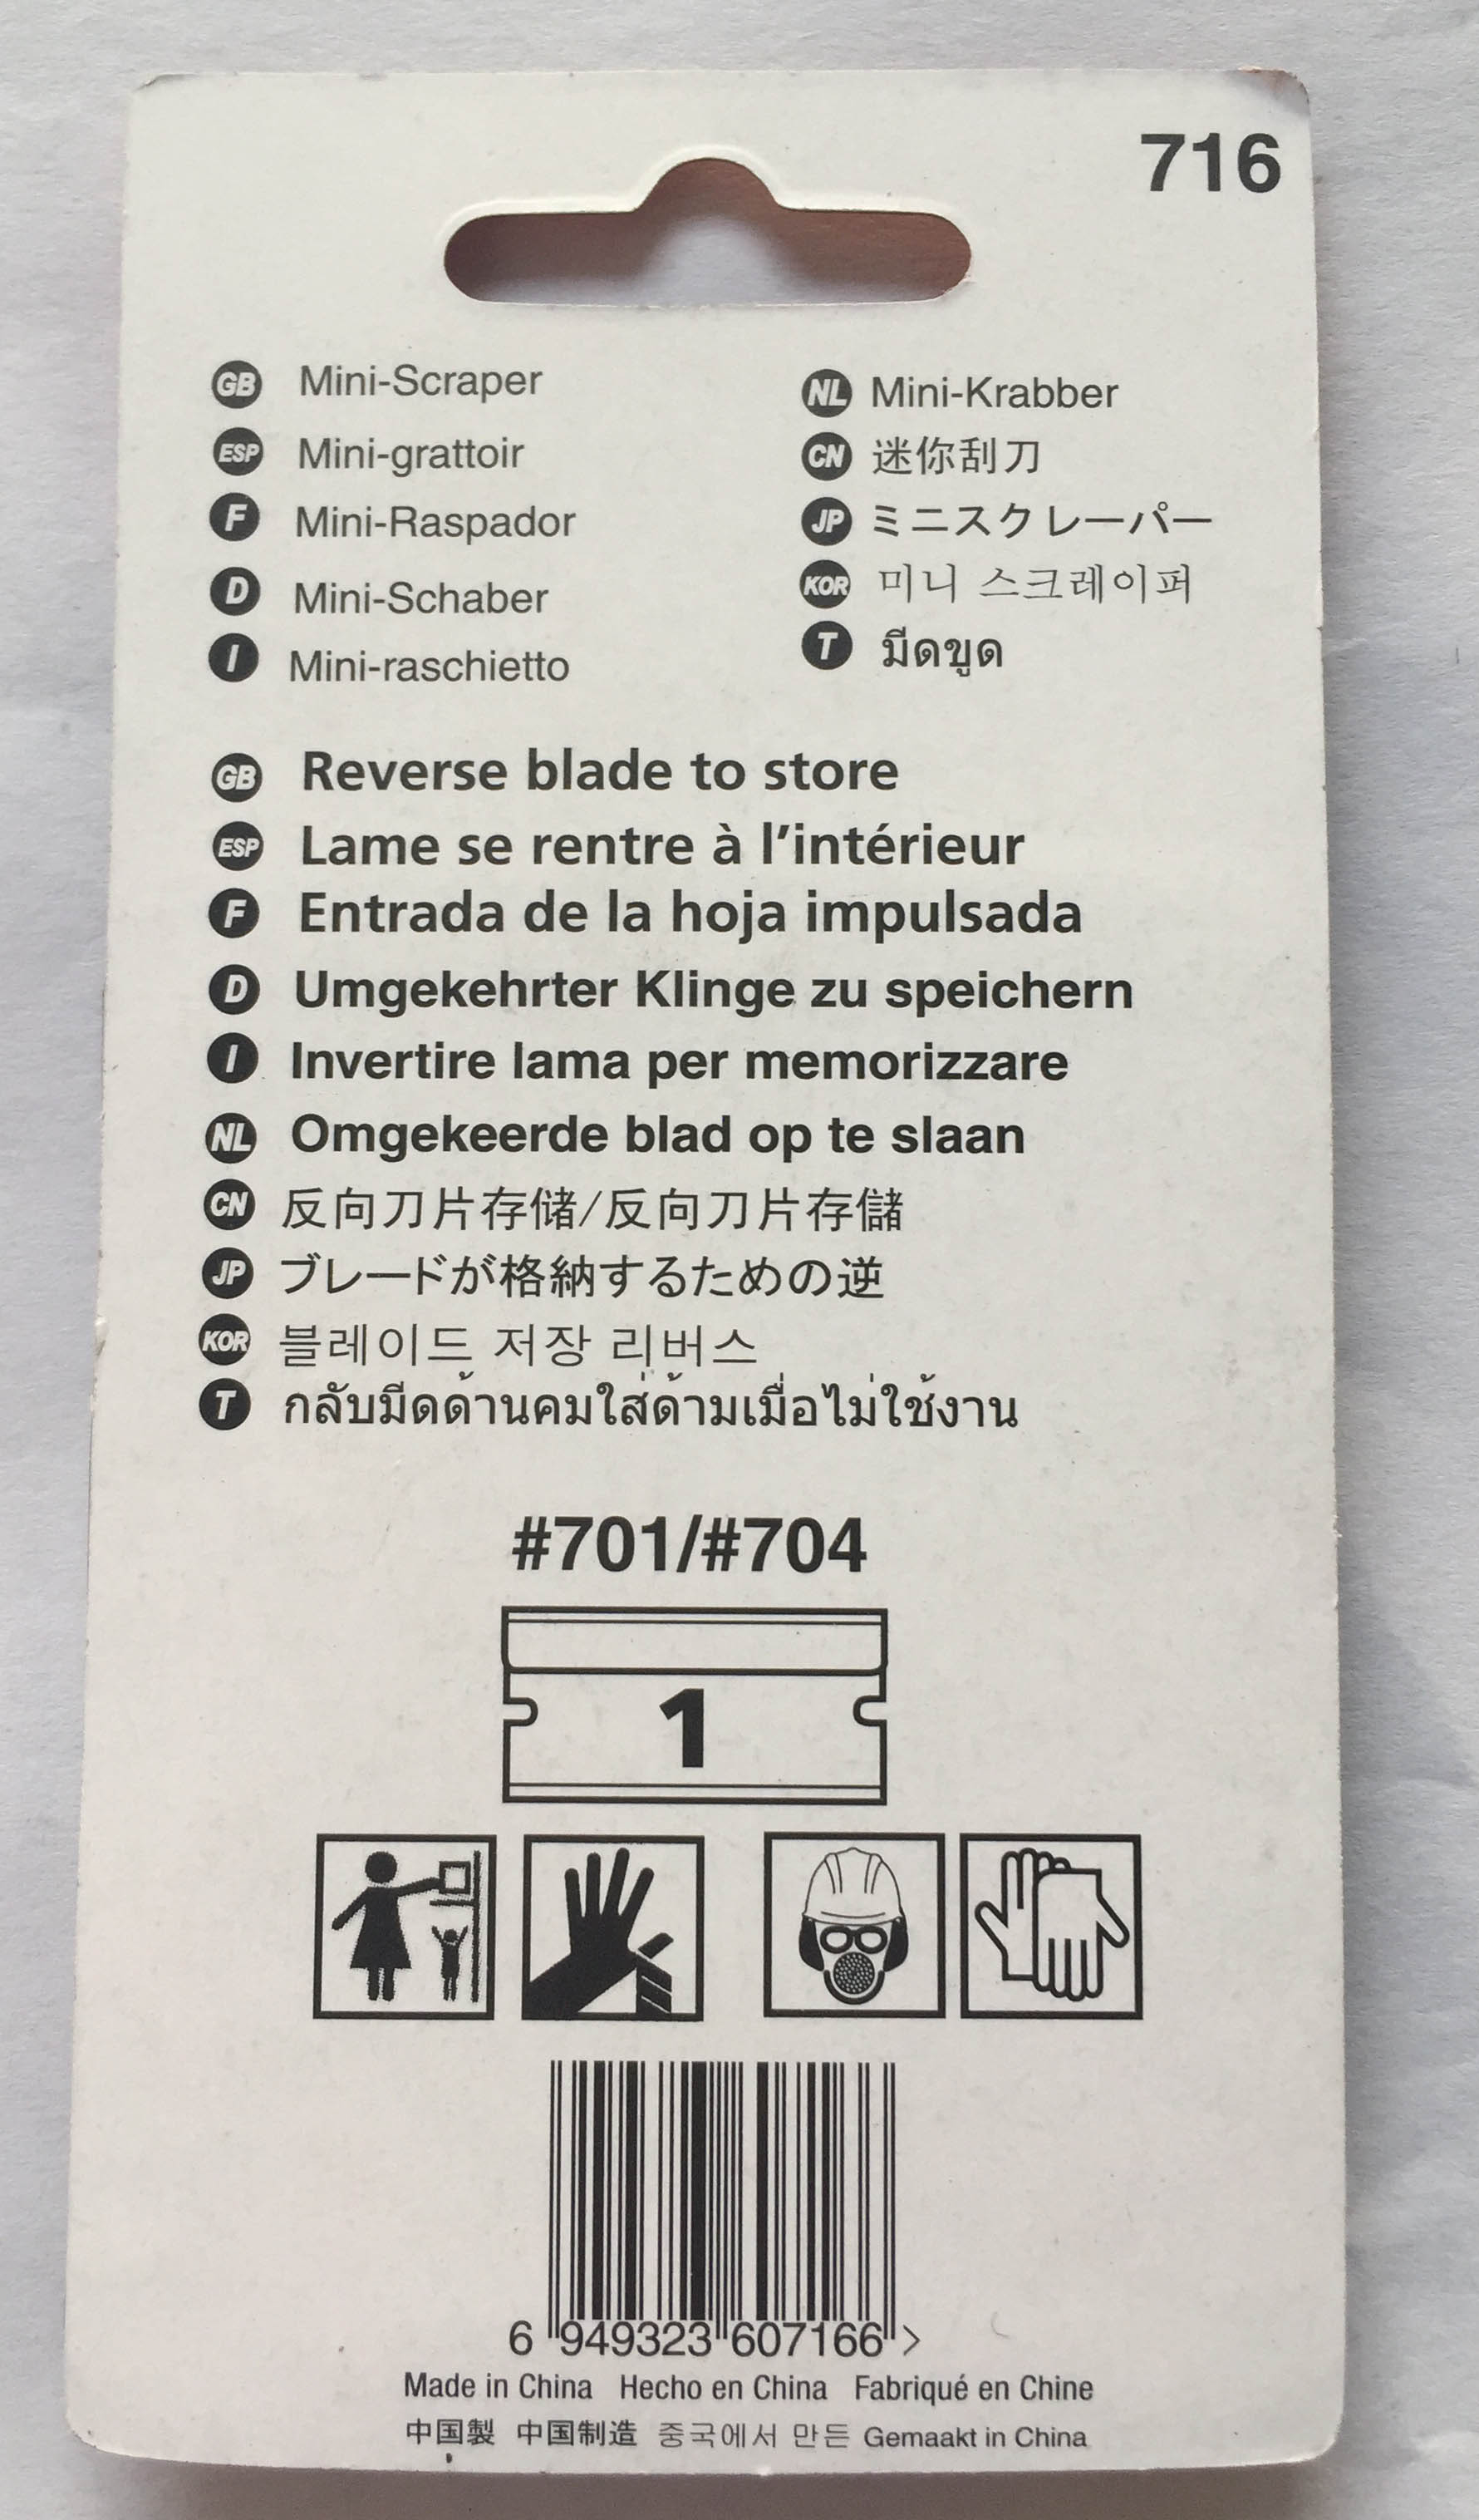 716
GB Mini-Scraper
ESP Mini-grattoir
F Mini-Raspador
D Mini-Schaber
I Mini-raschietto
NL Mini-Krabber
CN 迷你刮刀
JP ミニスクレーパー
KOR 미니 스크레이퍼
T มีดขูด
GB Reverse blade to store
ESP Lame se rentre à l'intérieur
F Entrada de la hoja impulsada
D Umgekehrter Klinge zu speichern
I Invertire lama per memorizzare
NL Omgekeerde blad op te slaan
CN 反向刀片存储/反向刀片存儲
JP ブレードが格納するための逆
KOR 블레이드 저장 리버스
T กลับมีดด้านคมใส่ด้ามเมื่อไม่ใช้งาน
#701/#704
1
6 949323 607166 >
Made in China Hecho en China Fabriqué en Chine
中国製 中国制造 중국에서 만든 Gemaakt in China